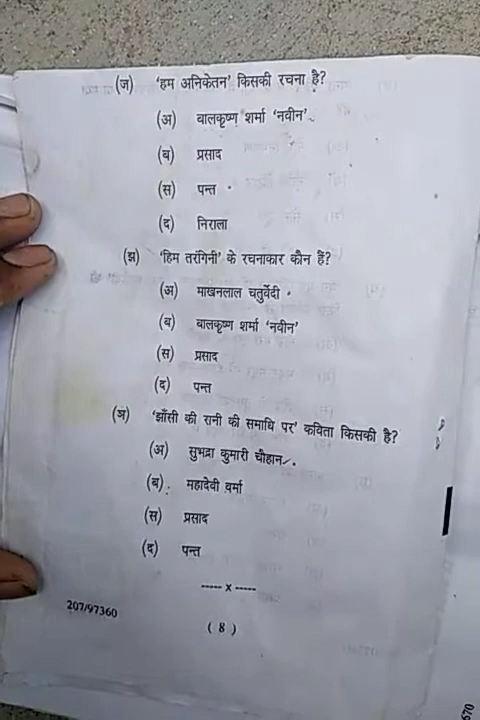 (ज) 'हम अनिकेतन' किसकी रचना है?
(अ) बालकृष्ण शर्मा 'नवीन'
(ब) प्रसाद
(स) पन्त
(द) निराला
(झ) 'हिम तरंगिनी' के रचनाकार कौन हैं?
(अ) माखनलाल चतुर्वेदी
(ब) बालकृष्ण शर्मा 'नवीन'
(स) प्रसाद
(द) पन्त
(ञ) 'झाँसी की रानी की समाधि पर' कविता किसकी है?
(अ) सुभद्रा कुमारी चौहान
(ब) महादेवी वर्मा
(स) प्रसाद
(द) पन्त
----- x -----
207/97360
( 8 )
670